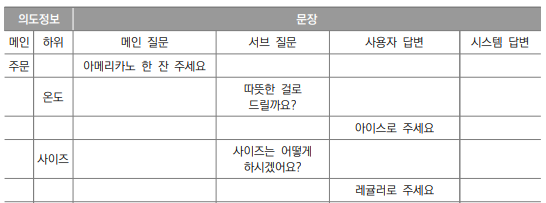 의도정보 문장
메인 하위 메인 질문 서브 질문 사용자 답변 시스템 답변
주문 아메리카노 한 잔 주세요
온도 따뜻한 걸로
드릴까요?
아이스로 주세요
사이즈 사이즈는 어떻게
하시겠어요?
레귤러로 주세요